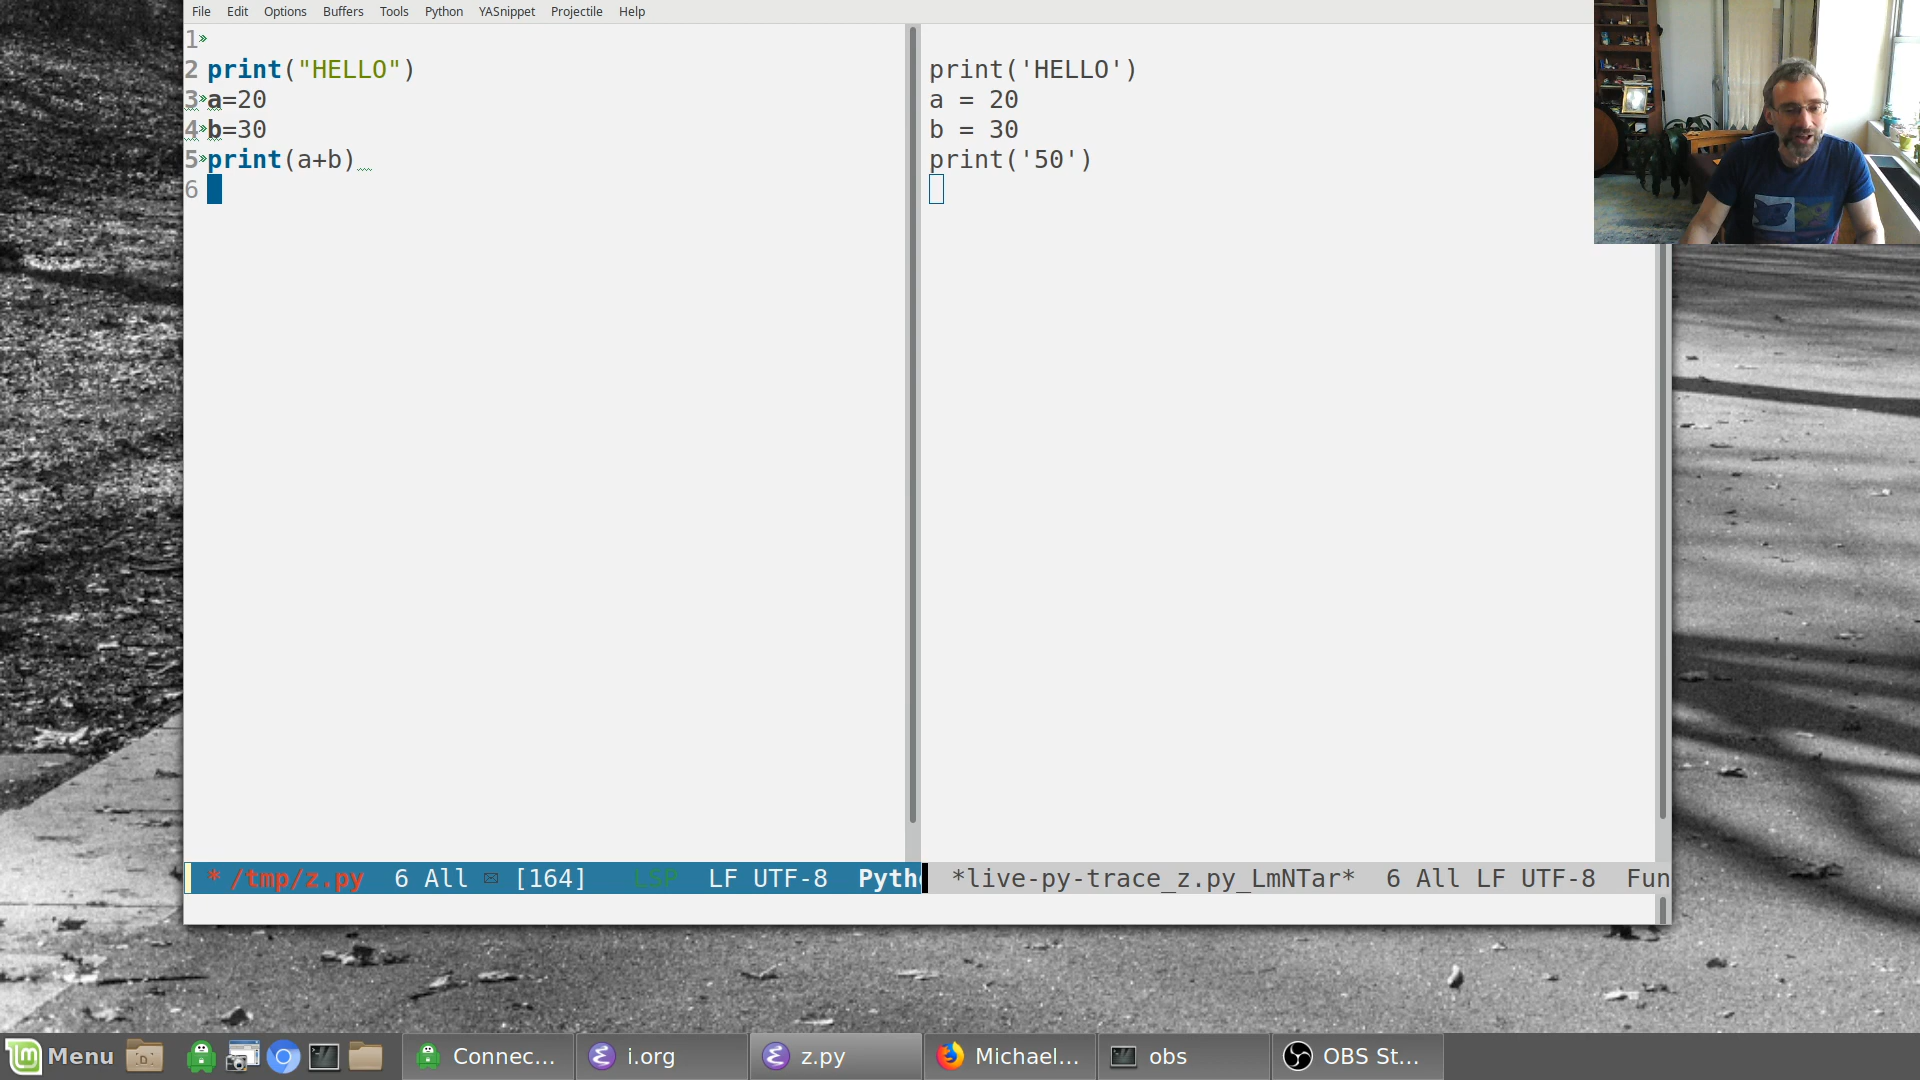 File Edit Options Buffers Tools Python YASnippet Projectile Help
1»
2 print("HELLO")
3»a=20
4»b=30
5»print(a+b)
6
print('HELLO')
a = 20
b = 30
print('50')
* /tmp/z.py 6 All ✉ [164] LSP LF UTF-8 Pyth
*live-py-trace_z.py_LmNTar* 6 All LF UTF-8 Fun
Menu Connec... i.org z.py Michael... obs OBS St...